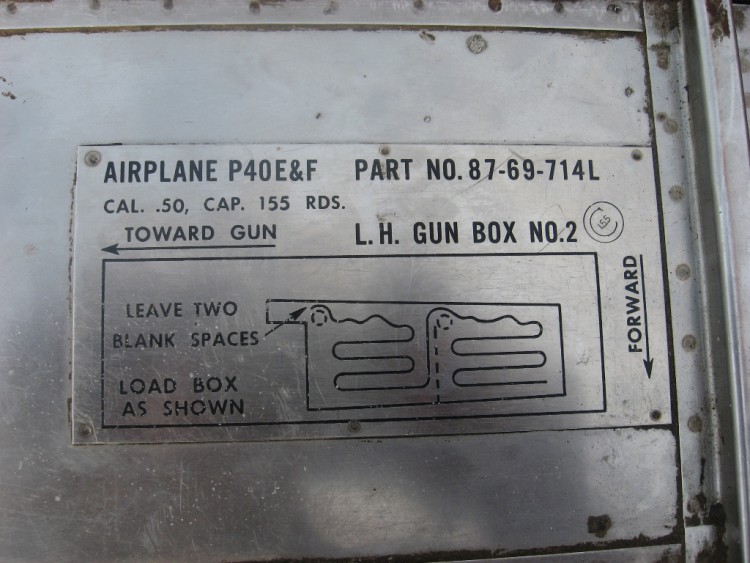 AIRPLANE P40E&F PART NO. 87-69-714L
CAL. .50, CAP. 155 RDS.
TOWARD GUN L.H. GUN BOX NO.2 155
FORWARD
LEAVE TWO
BLANK SPACES
LOAD BOX
AS SHOWN